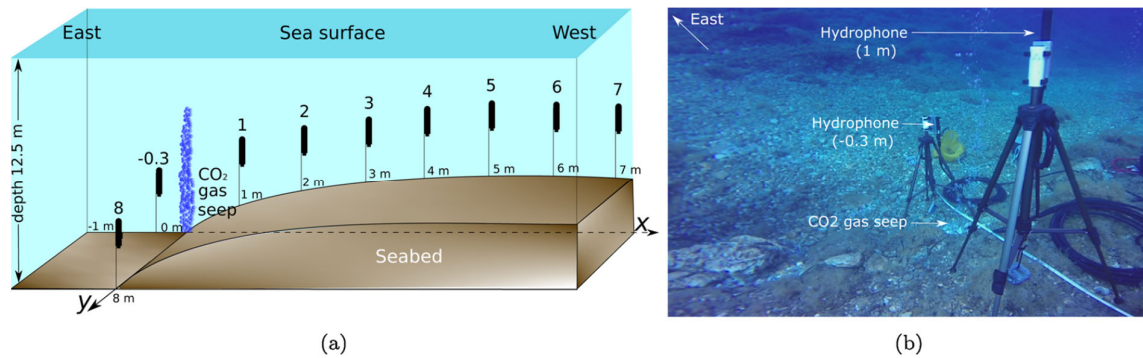 East
Sea surface
West
depth 12.5 m
8
-0.3
1
2
3
4
5
6
7
CO₂
gas
seep
-1 m
0 m
1 m
2 m
3 m
4 m
5 m
6 m
7 m
x
Seabed
y
8 m
(a)
East
Hydrophone
(1 m)
Hydrophone
(-0.3 m)
CO2 gas seep
(b)